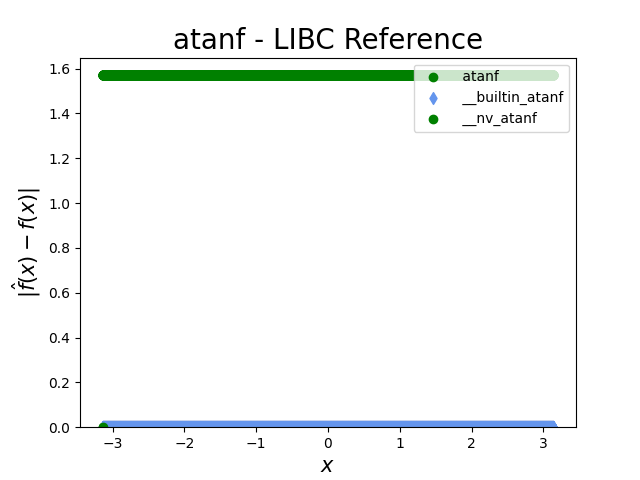 atanf - LIBC Reference
1.6
1.4
1.2
1.0
0.8
0.6
0.4
0.2
0.0
|f̂(x) − f(x)|
atanf
__builtin_atanf
__nv_atanf
−3
−2
−1
0
1
2
3
x